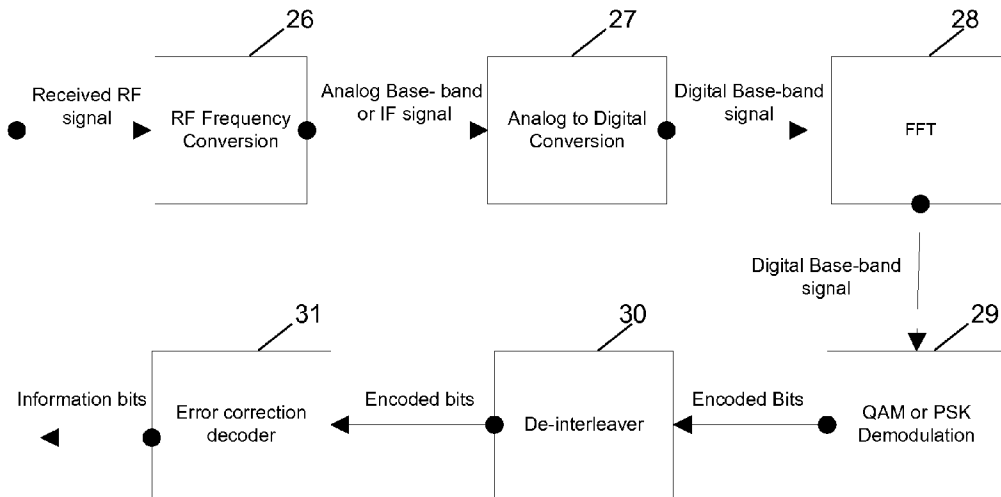 26
27
28
Received RF
signal
RF Frequency
Conversion
Analog Base- band
or IF signal
Analog to Digital
Conversion
Digital Base-band
signal
FFT
Digital Base-band
signal
31
30
29
Information bits
Error correction
decoder
Encoded bits
De-interleaver
Encoded Bits
QAM or PSK
Demodulation